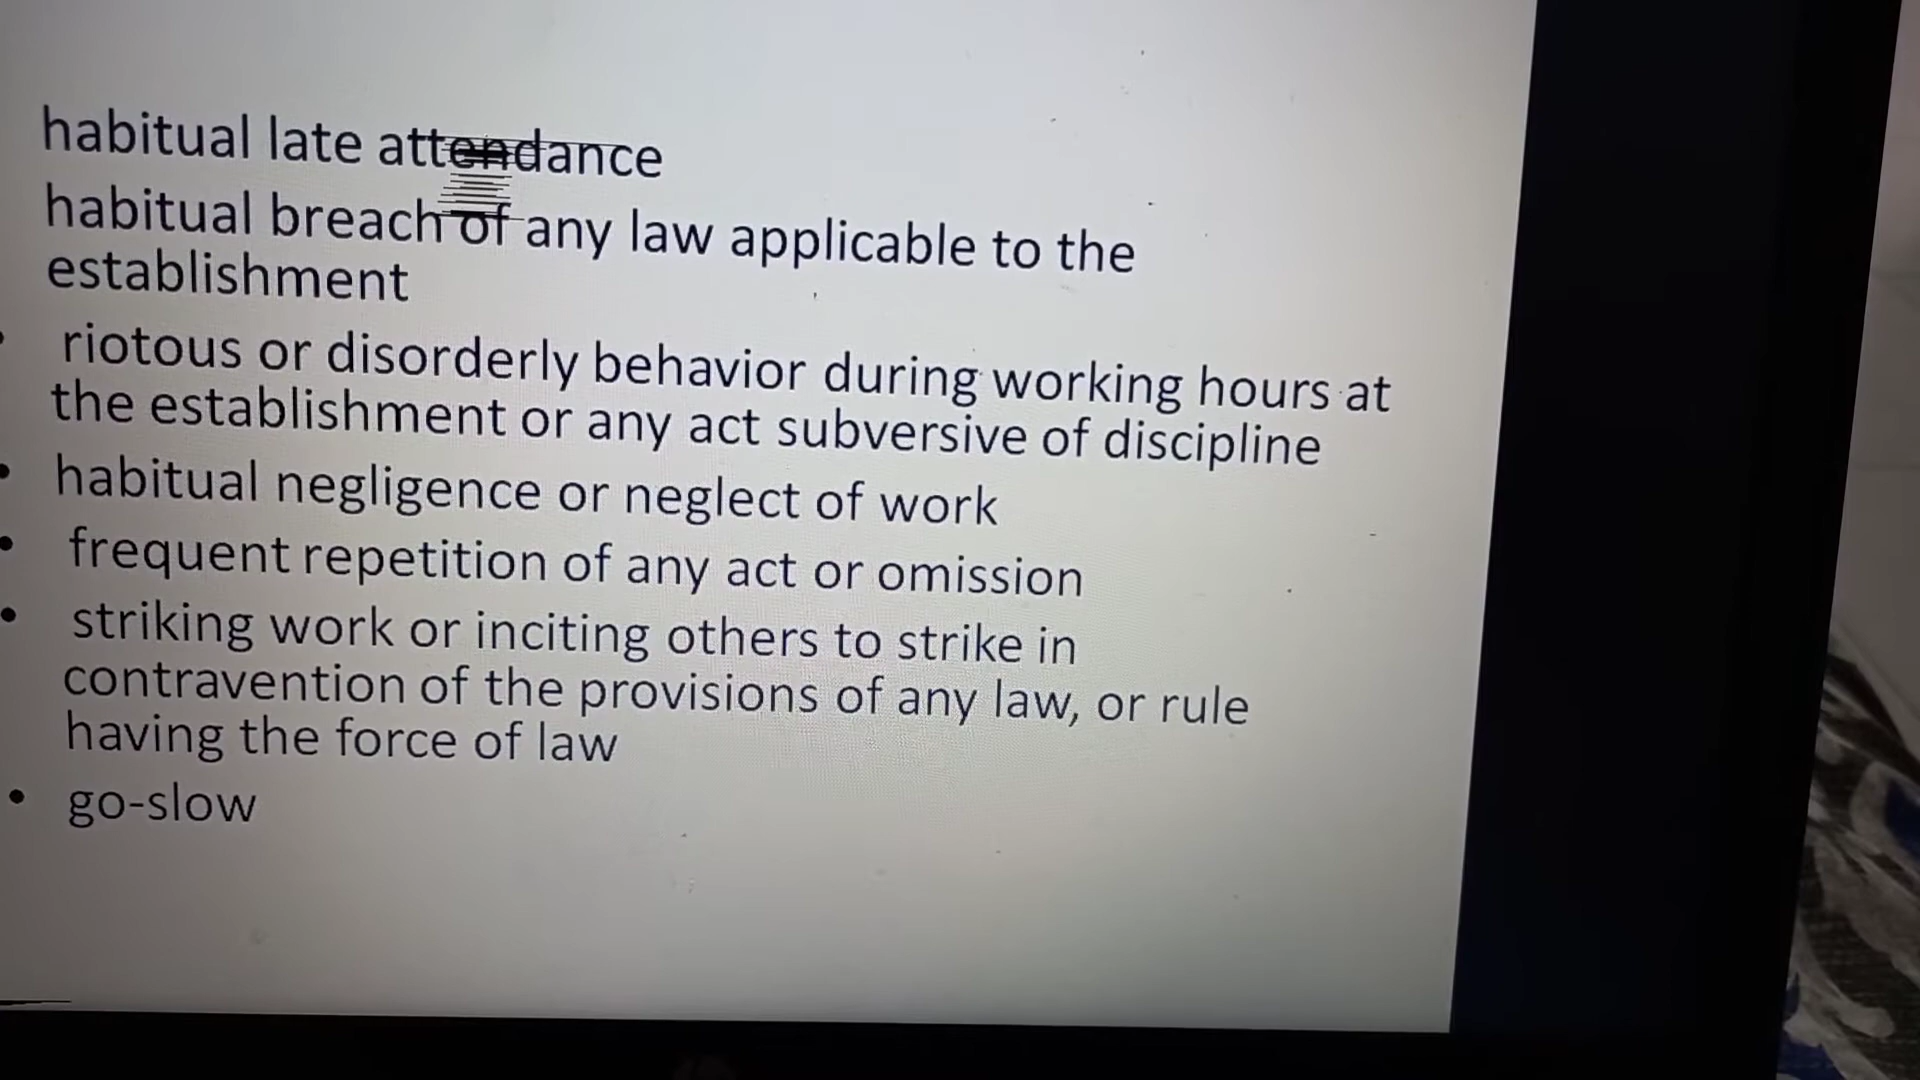 habitual late attendance
habitual breach of any law applicable to the
establishment
• riotous or disorderly behavior during working hours at
the establishment or any act subversive of discipline
• habitual negligence or neglect of work
• frequent repetition of any act or omission
• striking work or inciting others to strike in
contravention of the provisions of any law, or rule
having the force of law
• go-slow